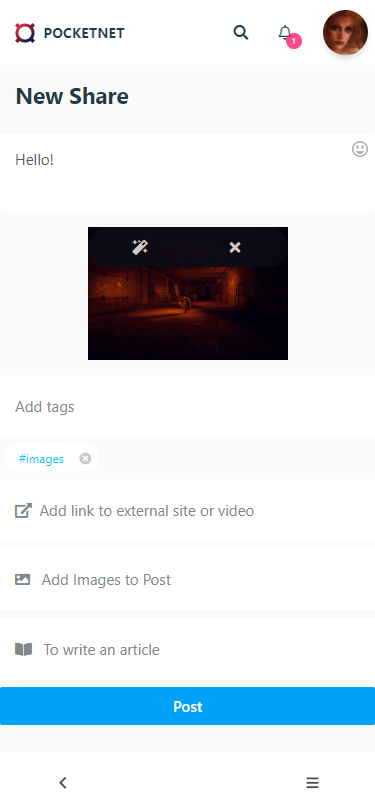 POCKETNET
1
New Share
Hello!
Add tags
#images
Add link to external site or video
Add Images to Post
To write an article
Post